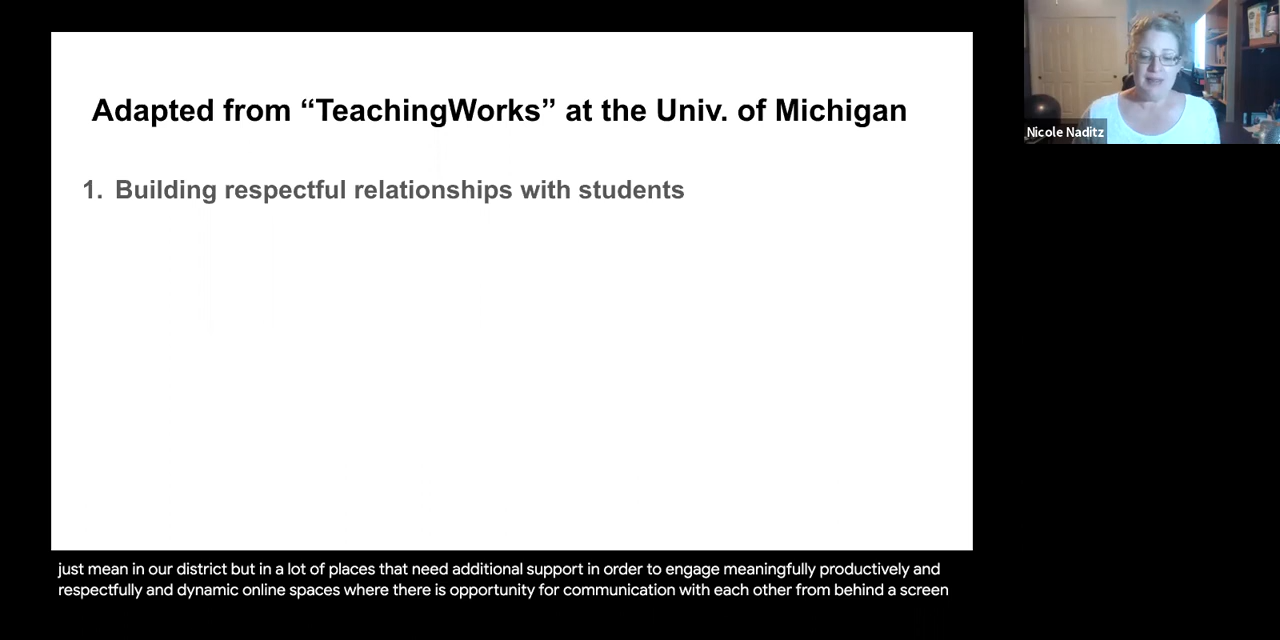 Adapted from “TeachingWorks” at the Univ. of Michigan
1. Building respectful relationships with students
Nicole Naditz
just mean in our district but in a lot of places that need additional support in order to engage meaningfully productively and
respectfully and dynamic online spaces where there is opportunity for communication with each other from behind a screen